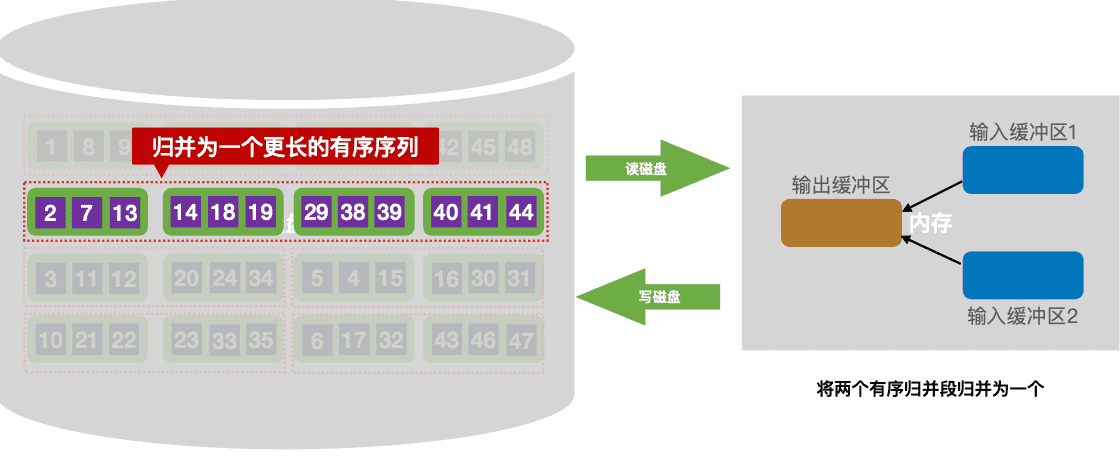 归并为一个更长的有序序列
1 8 9 42 45 48
2 7 13 14 18 19 29 38 39 40 41 44
盘
3 11 12 20 24 34 5 4 15 16 30 31
10 21 22 23 33 35 6 17 32 43 46 47
读磁盘
写磁盘
输入缓冲区1
输出缓冲区
内存
输入缓冲区2
将两个有序归并段归并为一个